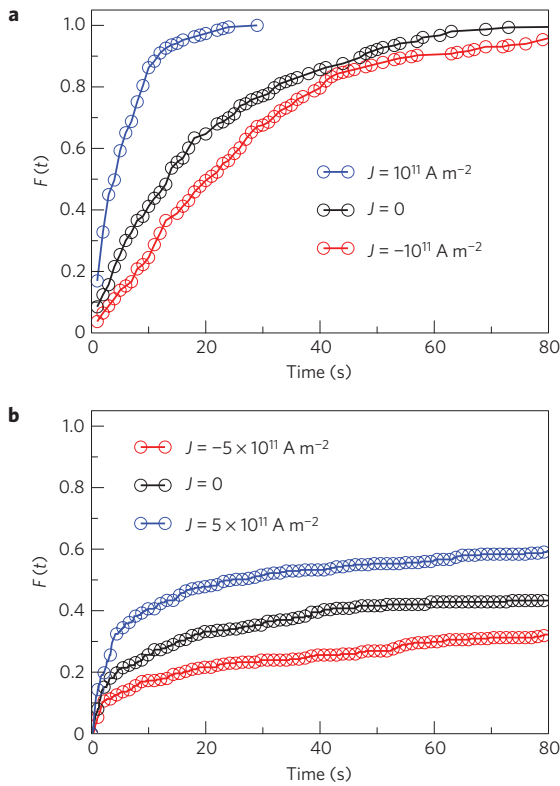 a
1.0
0.8
0.6
0.4
0.2
0
F (t)
J = 10¹¹ A m⁻²
J = 0
J = −10¹¹ A m⁻²
0 20 40 60 80
Time (s)
b
1.0
0.8
0.6
0.4
0.2
0
F (t)
J = −5 × 10¹¹ A m⁻²
J = 0
J = 5 × 10¹¹ A m⁻²
0 20 40 60 80
Time (s)